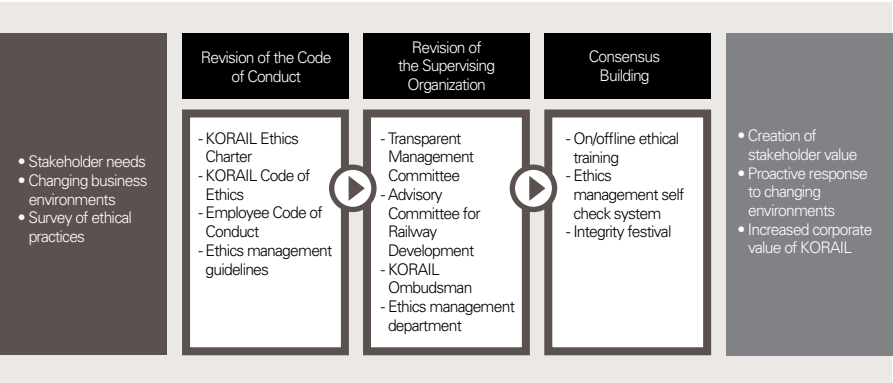 • Stakeholder needs
• Changing business
environments
• Survey of ethical
practices
Revision of the Code
of Conduct
- KORAIL Ethics
Charter
- KORAIL Code of
Ethics
- Employee Code of
Conduct
- Ethics management
guidelines
Revision of
the Supervising
Organization
- Transparent
Management
Committee
- Advisory
Committee for
Railway
Development
- KORAIL
Ombudsman
- Ethics management
department
Consensus
Building
- On/offline ethical
training
- Ethics
management self
check system
- Integrity festival
• Creation of
stakeholder value
• Proactive response
to changing
environments
• Increased corporate
value of KORAIL